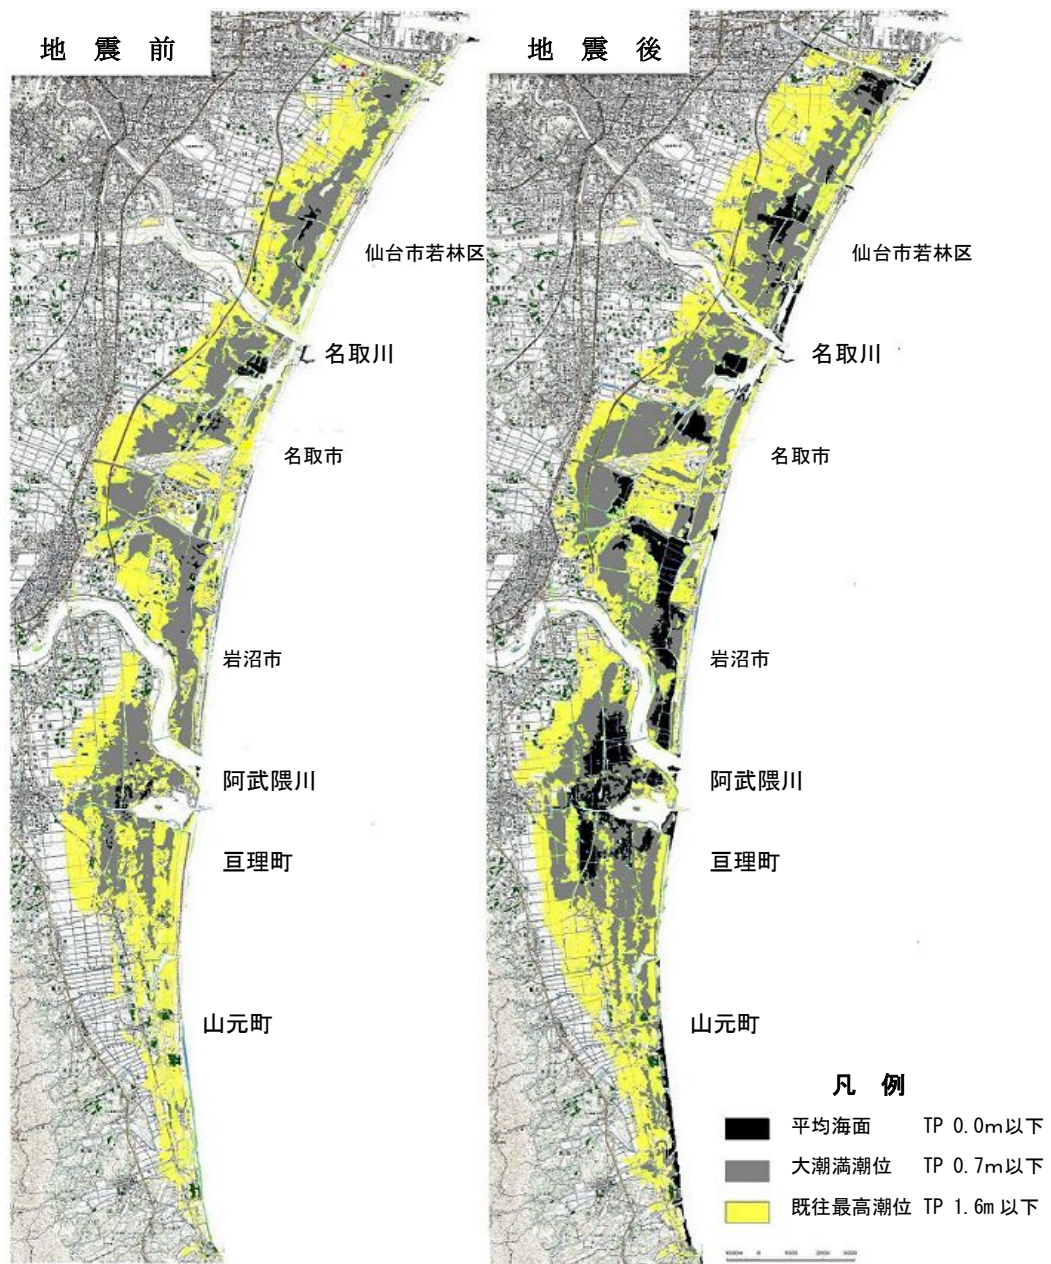 地 震 前
地 震 後
仙台市若林区
名取川
名取市
岩沼市
阿武隈川
亘理町
山元町
仙台市若林区
名取川
名取市
岩沼市
阿武隈川
亘理町
山元町
凡 例
平均海面 TP 0.0m以下
大潮満潮位 TP 0.7m以下
既往最高潮位 TP 1.6m以下